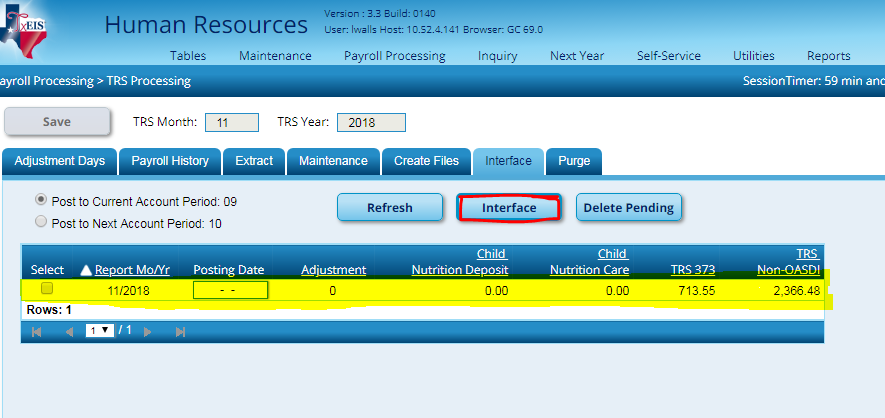 TxEIS
Human Resources
Version : 3.3 Build: 0140
User: lwalls Host: 10.52.4.141 Browser: GC 69.0
Tables Maintenance Payroll Processing Inquiry Next Year Self-Service Utilities Reports
ayroll Processing > TRS Processing SessionTimer: 59 min and
Save TRS Month: 11 TRS Year: 2018
Adjustment Days Payroll History Extract Maintenance Create Files Interface Purge
Post to Current Account Period: 09
Post to Next Account Period: 10
Refresh Interface Delete Pending
Select Report Mo/Yr Posting Date Adjustment Child Nutrition Deposit Child Nutrition Care TRS 373 TRS Non-OASDI
11/2018 - - 0 0.00 0.00 713.55 2,366.48
Rows: 1
1 / 1